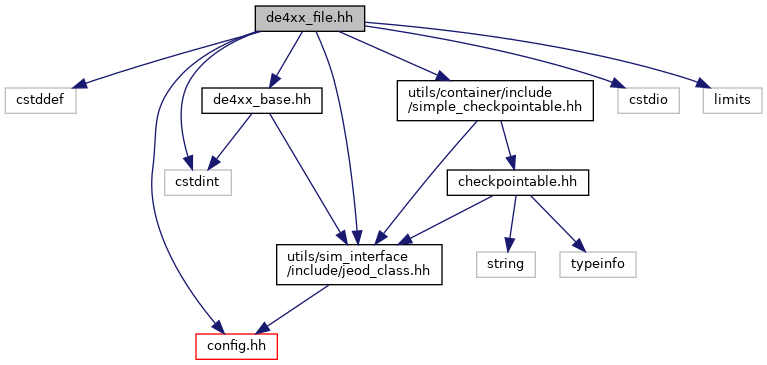 de4xx_file.hh
cstddef
de4xx_base.hh
utils/container/include
/simple_checkpointable.hh
cstdio
limits
cstdint
checkpointable.hh
utils/sim_interface
/include/jeod_class.hh
string
typeinfo
config.hh